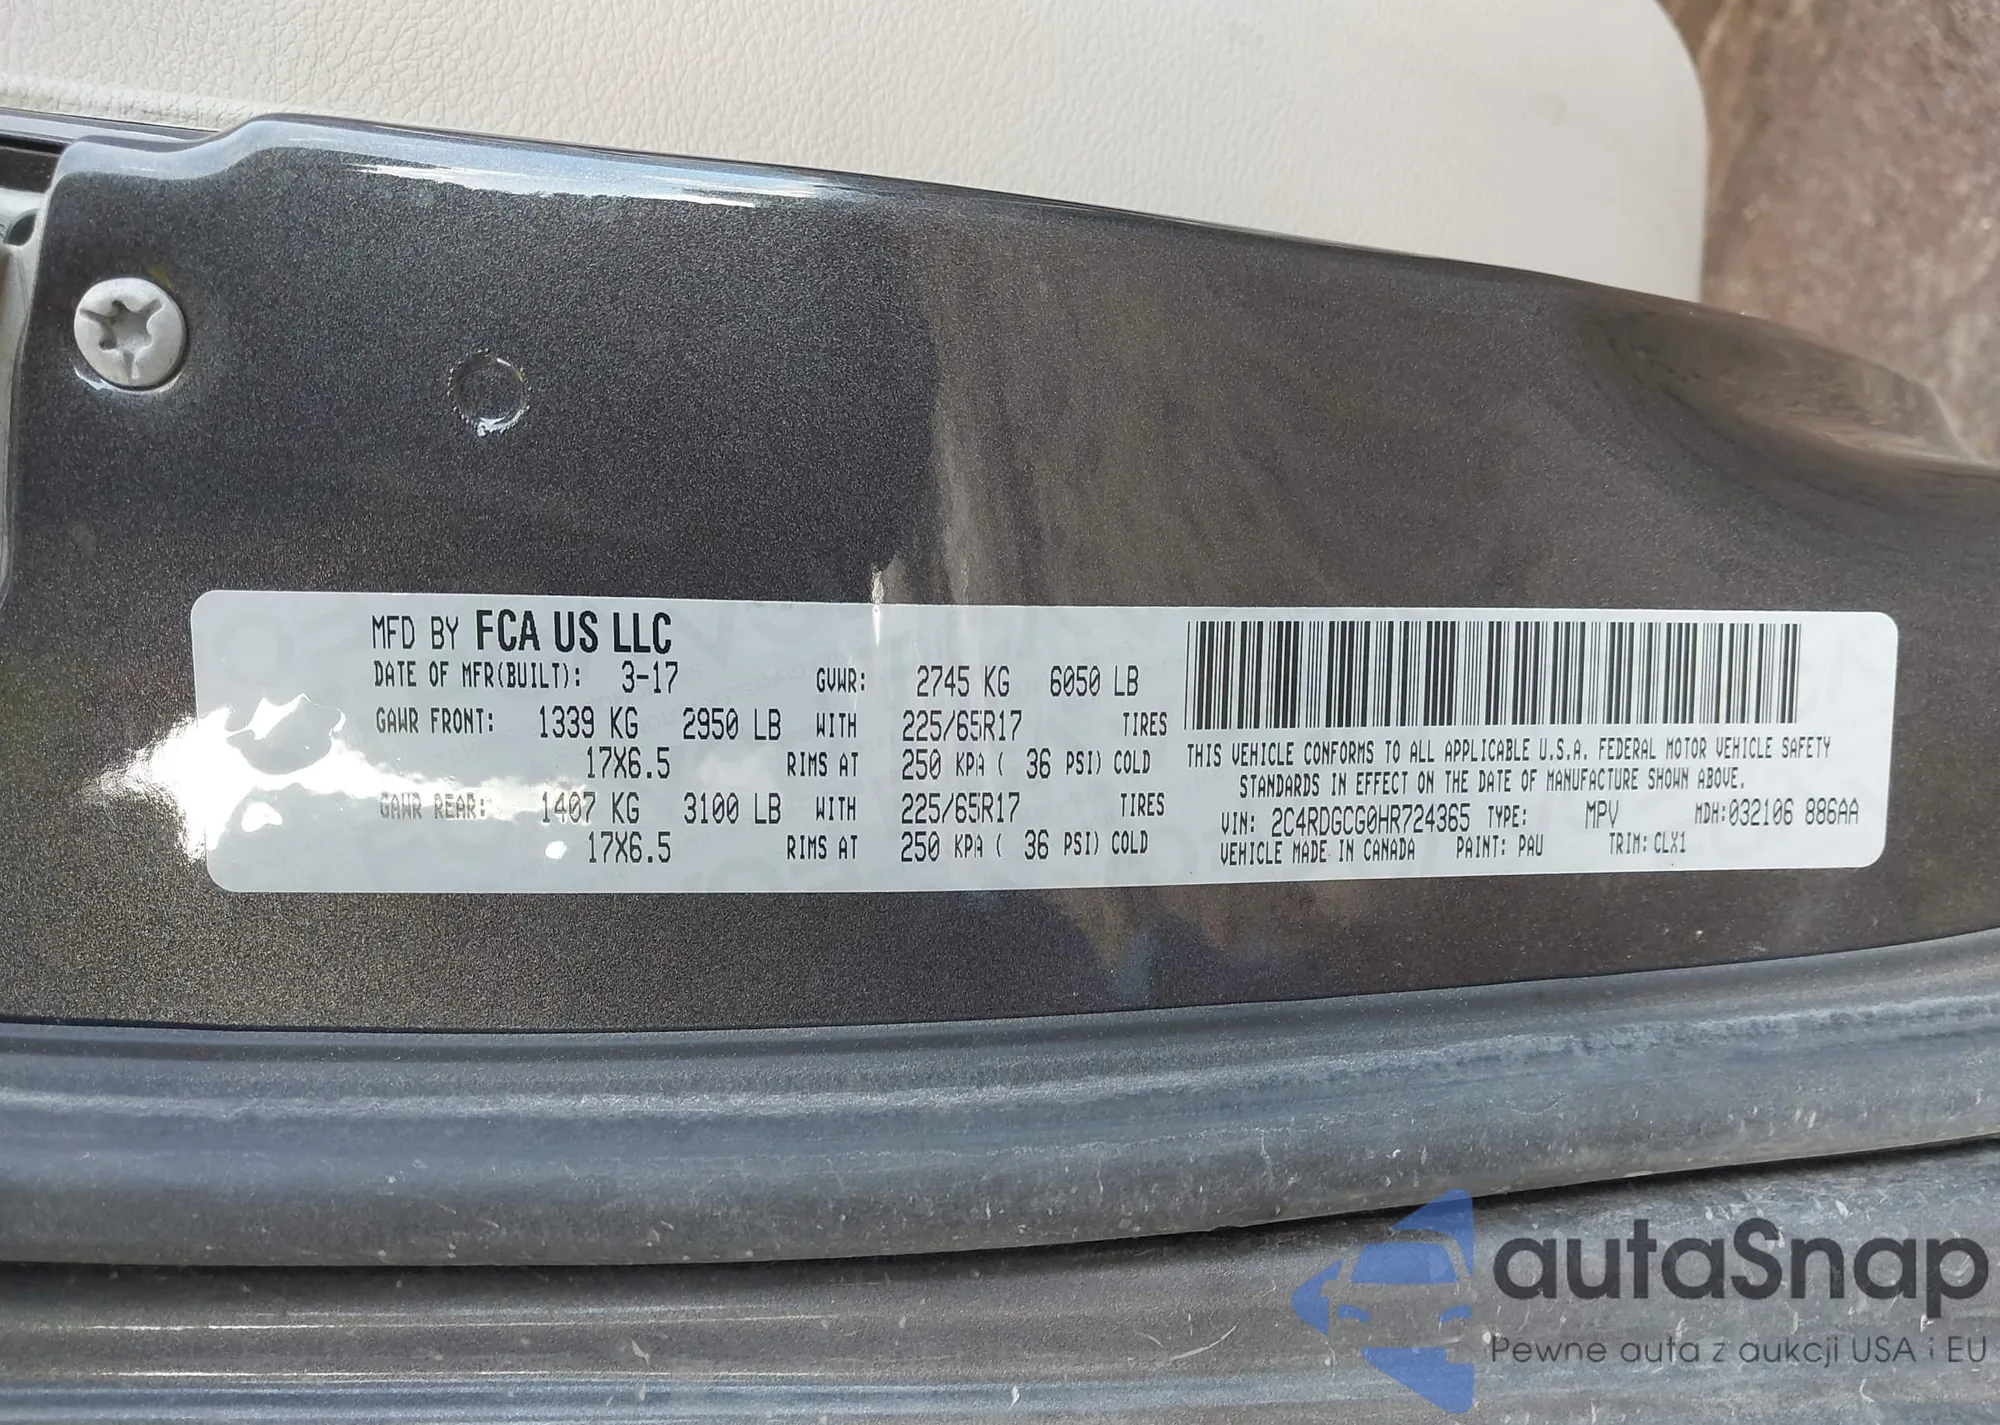 MFD BY FCA US LLC
DATE OF MFR(BUILT): 3-17 GVWR: 2745 KG 6050 LB
GAWR FRONT: 1339 KG 2950 LB WITH 225/65R17 TIRES
17X6.5 RIMS AT 250 KPA ( 36 PSI) COLD
GAWR REAR: 1407 KG 3100 LB WITH 225/65R17 TIRES
17X6.5 RIMS AT 250 KPA ( 36 PSI) COLD
THIS VEHICLE CONFORMS TO ALL APPLICABLE U.S.A. FEDERAL MOTOR VEHICLE SAFETY
STANDARDS IN EFFECT ON THE DATE OF MANUFACTURE SHOWN ABOVE.
VIN: 2C4RDGCG0HR724365 TYPE: MPV MDH:032106 886AA
VEHICLE MADE IN CANADA PAINT: PAU TRIM: CLX1
autaSnap
Pewne auta z aukcji USA i EU